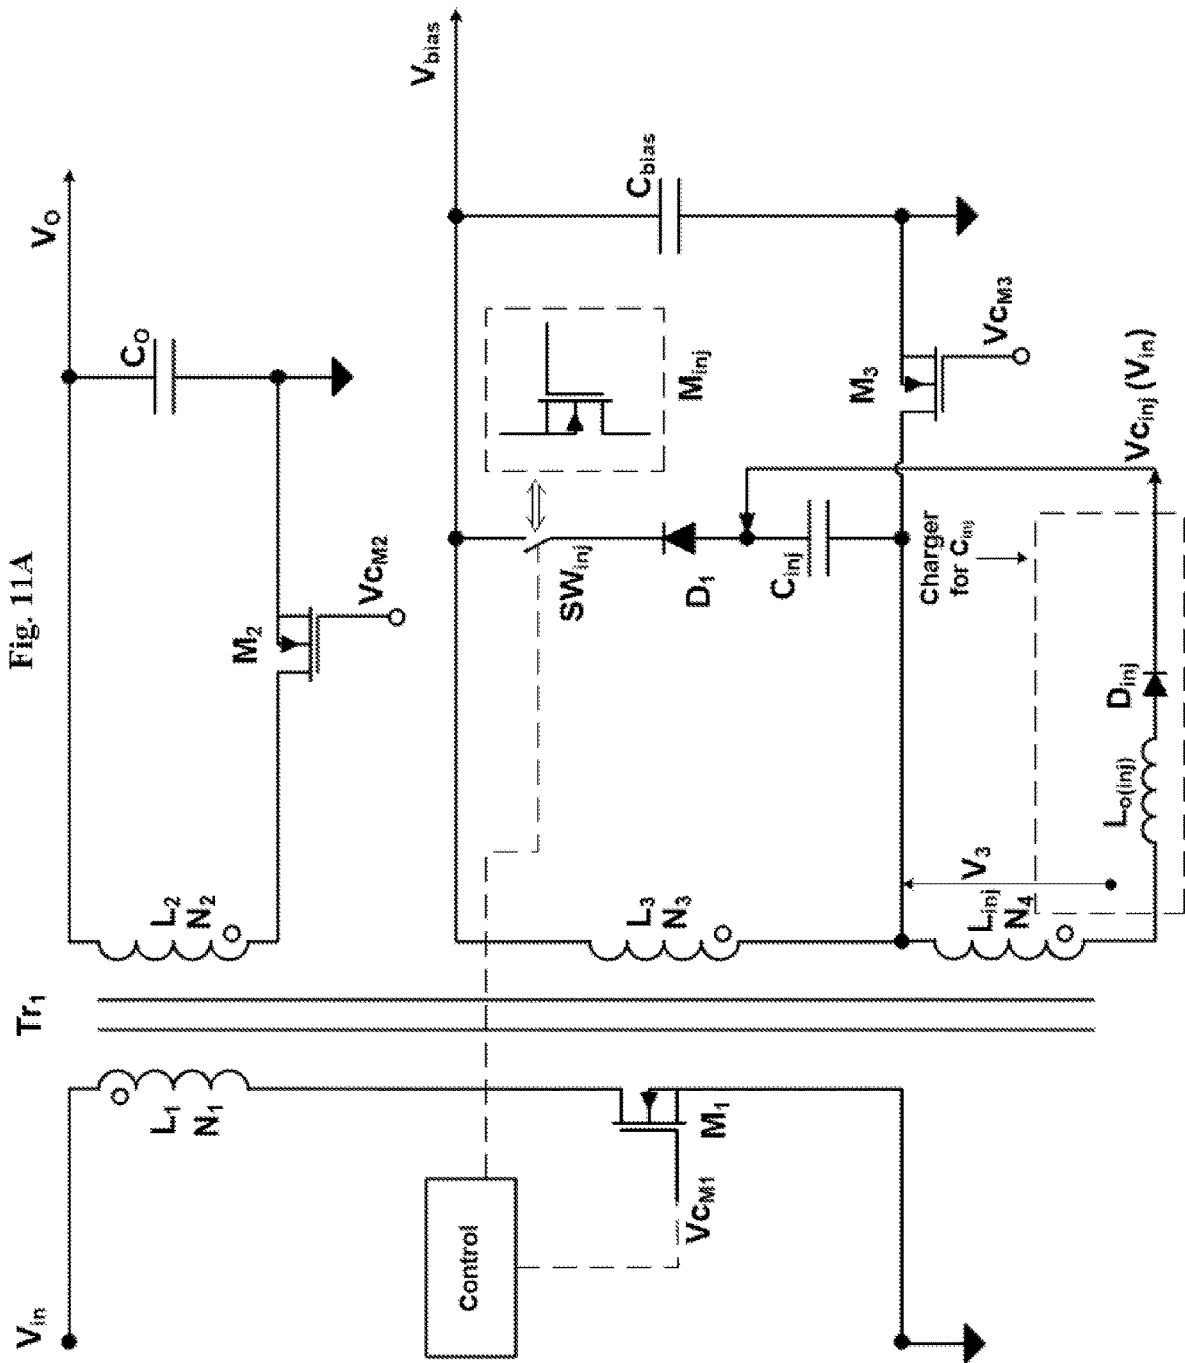 Fig. 11A
V_in
Tr_1
V_O
L_1
N_1
L_2
N_2
M_2
Vc_M2
C_O
Control
Vc_M1
M_1
V_bias
L_3
N_3
SW_inj
D_1
C_inj
M_inj
C_bias
M_3
Vc_M3
Charger
for C_inj
V_3
L_inj
N_4
L_o(inj)
D_inj
Vc_inj (V_in)